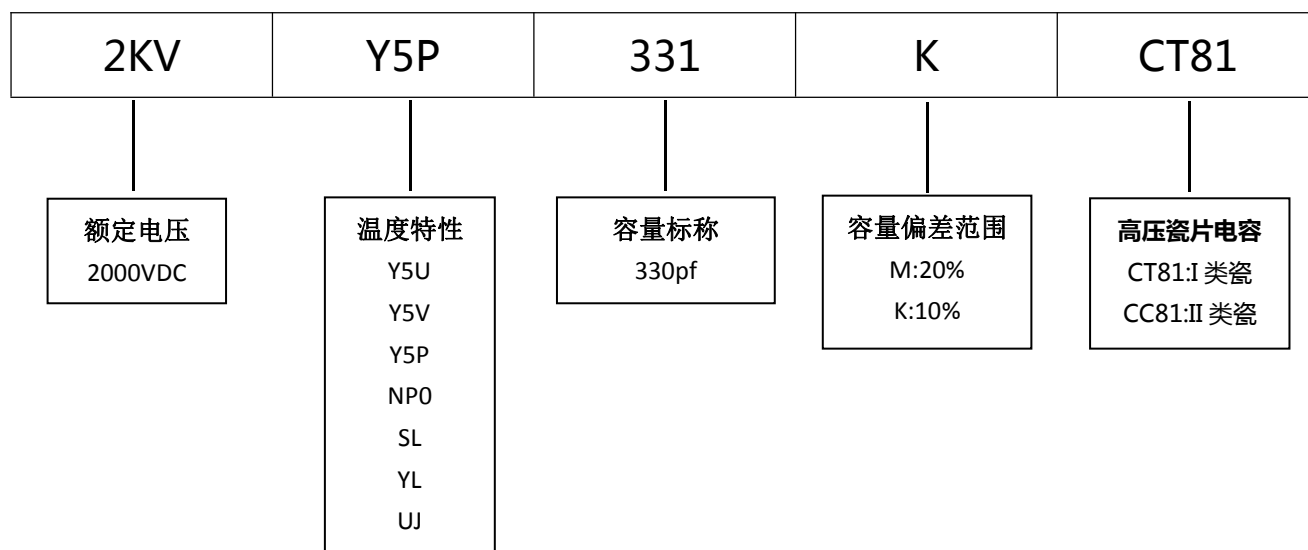 2KV Y5P 331 K CT81
额定电压
2000VDC
温度特性
Y5U
Y5V
Y5P
NP0
SL
YL
UJ
容量标称
330pf
容量偏差范围
M:20%
K:10%
高压瓷片电容
CT81:I 类瓷
CC81:II 类瓷